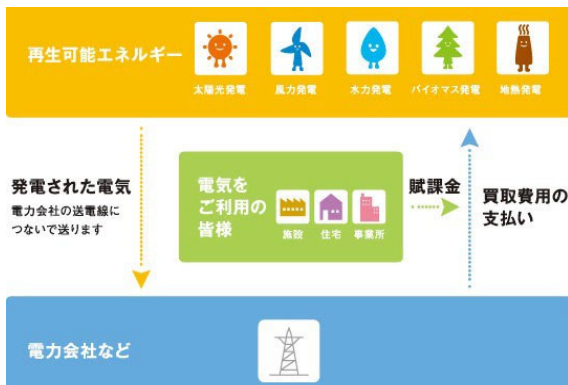 再生可能エネルギー
太陽光発電
風力発電
水力発電
バイオマス発電
地熱発電
発電された電気
電力会社の送電線に
つないで送ります
電気を
ご利用の
皆様
施設
住宅
事業所
賦課金
買取費用の
支払い
電力会社など